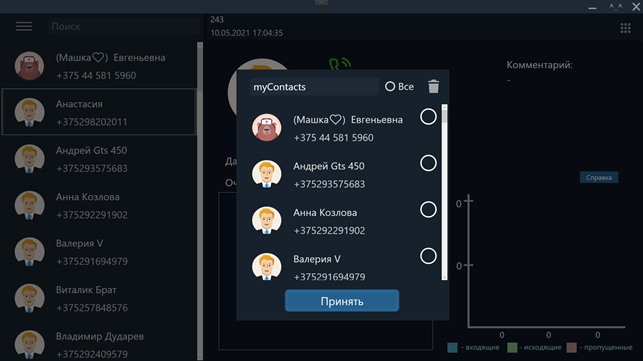 ^_^
Поиск
243
10.05.2021 17:04:35
(Машка♡) Евгеньевна
+375 44 581 5960
Анастасия
+375298202011
Андрей Gts 450
+375293575683
Анна Козлова
+375292291902
Валерия V
+375291694979
Виталик Брат
+375257848576
Владимир Дударев
+375292409579
Комментарий:
-
Да
Оч
Справка
myContacts
Все
(Машка♡) Евгеньевна
+375 44 581 5960
Андрей Gts 450
+375293575683
Анна Козлова
+375292291902
Валерия V
+375291694979
Принять
0
0
0 0 0
- входящие - исходящие - пропущенные